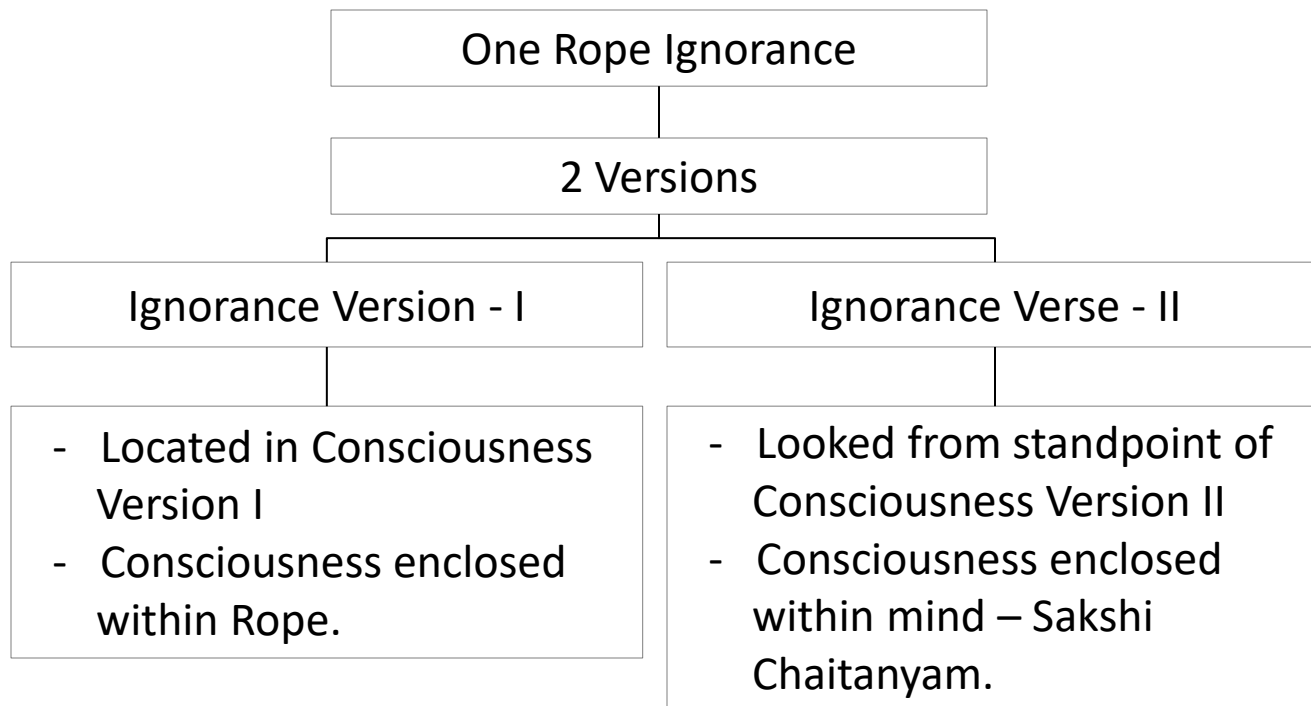 One Rope Ignorance
2 Versions
Ignorance Version - I
Ignorance Verse - II
- Located in Consciousness
Version I
- Consciousness enclosed
within Rope.
- Looked from standpoint of
Consciousness Version II
- Consciousness enclosed
within mind – Sakshi
Chaitanyam.